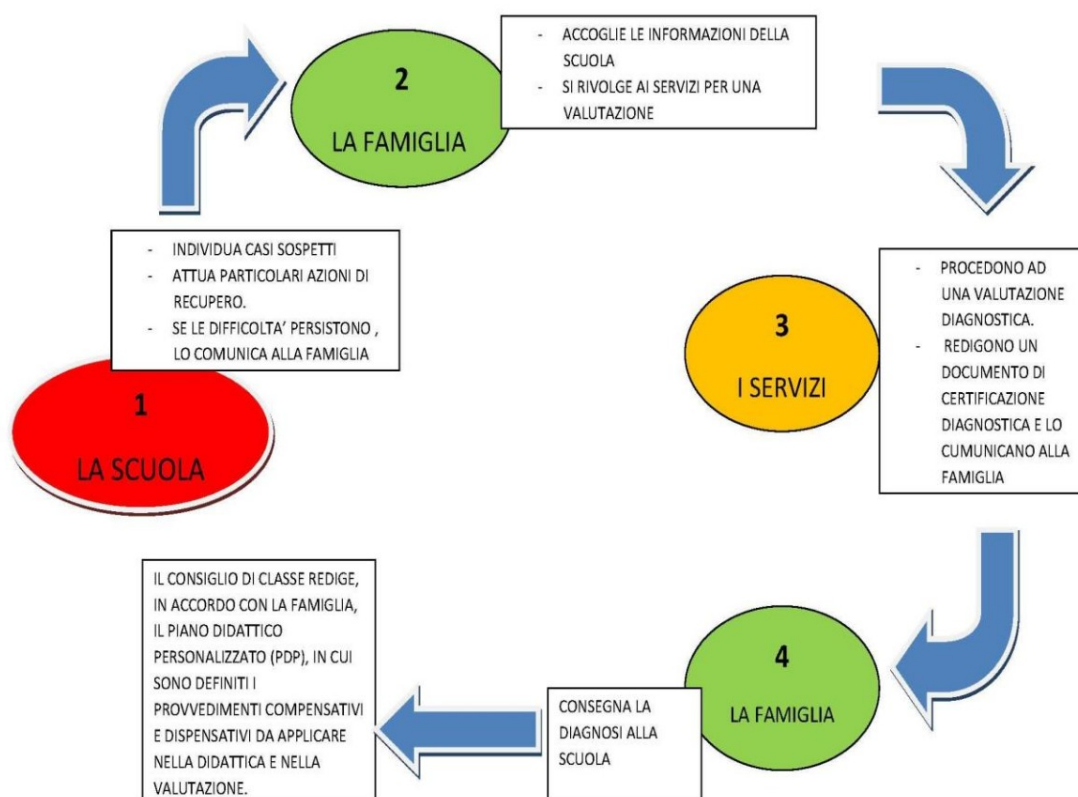 - INDIVIDUA CASI SOSPETTI
- ATTUA PARTICOLARI AZIONI DI
RECUPERO.
- SE LE DIFFICOLTA’ PERSISTONO ,
LO COMUNICA ALLA FAMIGLIA
1
LA SCUOLA
2
LA FAMIGLIA
- ACCOGLIE LE INFORMAZIONI DELLA
SCUOLA
- SI RIVOLGE AI SERVIZI PER UNA
VALUTAZIONE
3
I SERVIZI
- PROCEDONO AD
UNA VALUTAZIONE
DIAGNOSTICA.
- REDIGONO UN
DOCUMENTO DI
CERTIFICAZIONE
DIAGNOSTICA E LO
CUMUNICANO ALLA
FAMIGLIA
4
LA FAMIGLIA
CONSEGNA LA
DIAGNOSI ALLA
SCUOLA
IL CONSIGLIO DI CLASSE REDIGE,
IN ACCORDO CON LA FAMIGLIA,
IL PIANO DIDATTICO
PERSONALIZZATO (PDP), IN CUI
SONO DEFINITI I
PROVVEDIMENTI COMPENSATIVI
E DISPENSATIVI DA APPLICARE
NELLA DIDATTICA E NELLA
VALUTAZIONE.